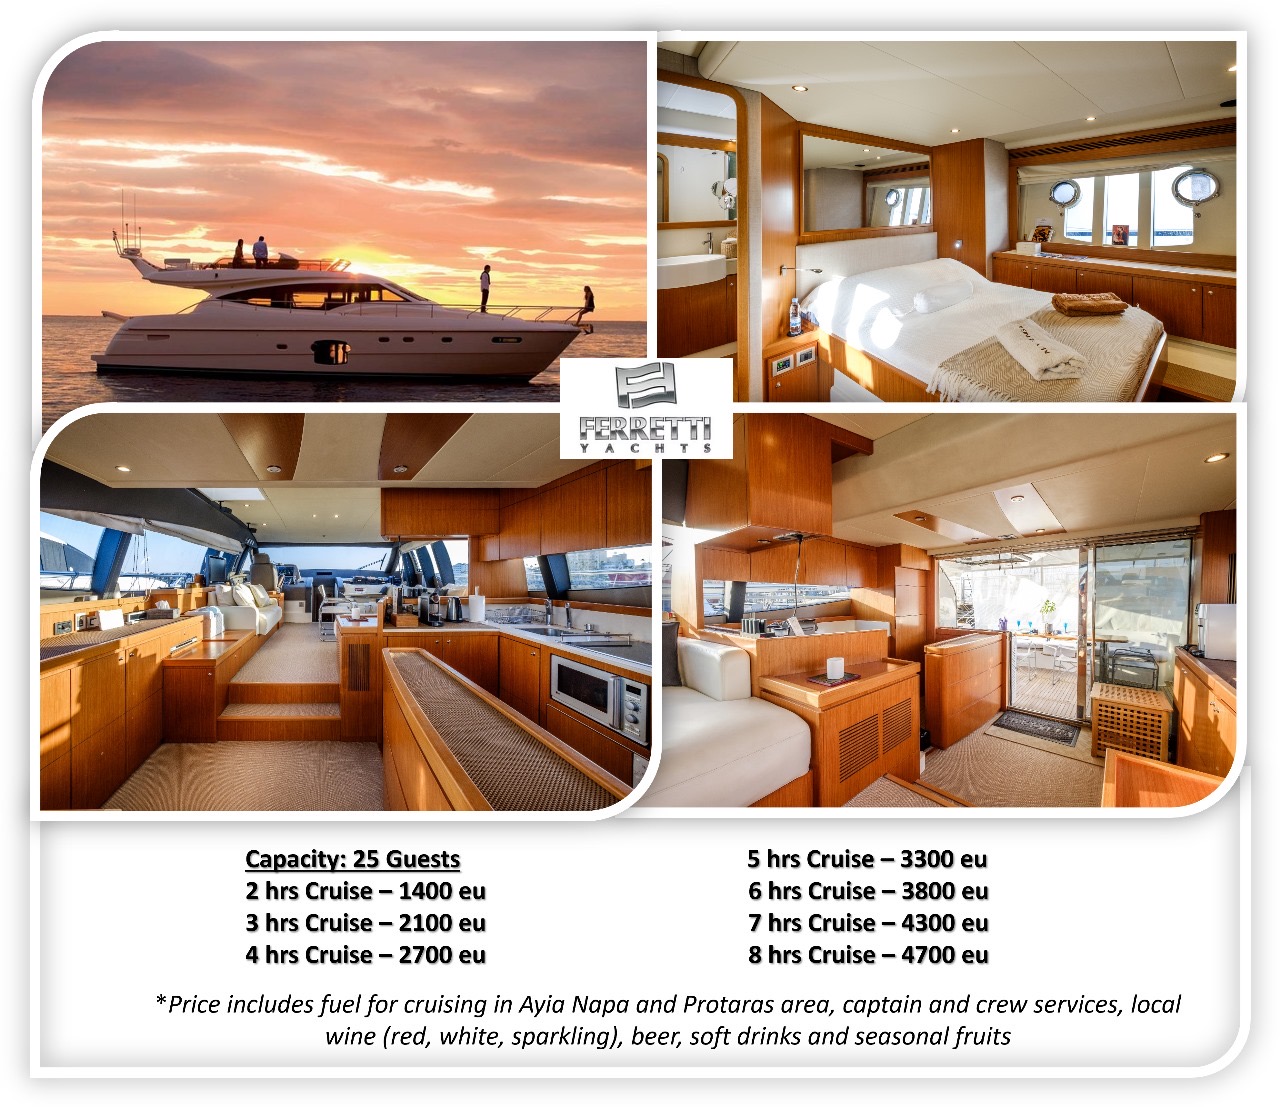 FERRETTI
YACHTS
Capacity: 25 Guests
2 hrs Cruise – 1400 eu
3 hrs Cruise – 2100 eu
4 hrs Cruise – 2700 eu
5 hrs Cruise – 3300 eu
6 hrs Cruise – 3800 eu
7 hrs Cruise – 4300 eu
8 hrs Cruise – 4700 eu
*Price includes fuel for cruising in Ayia Napa and Protaras area, captain and crew services, local
wine (red, white, sparkling), beer, soft drinks and seasonal fruits